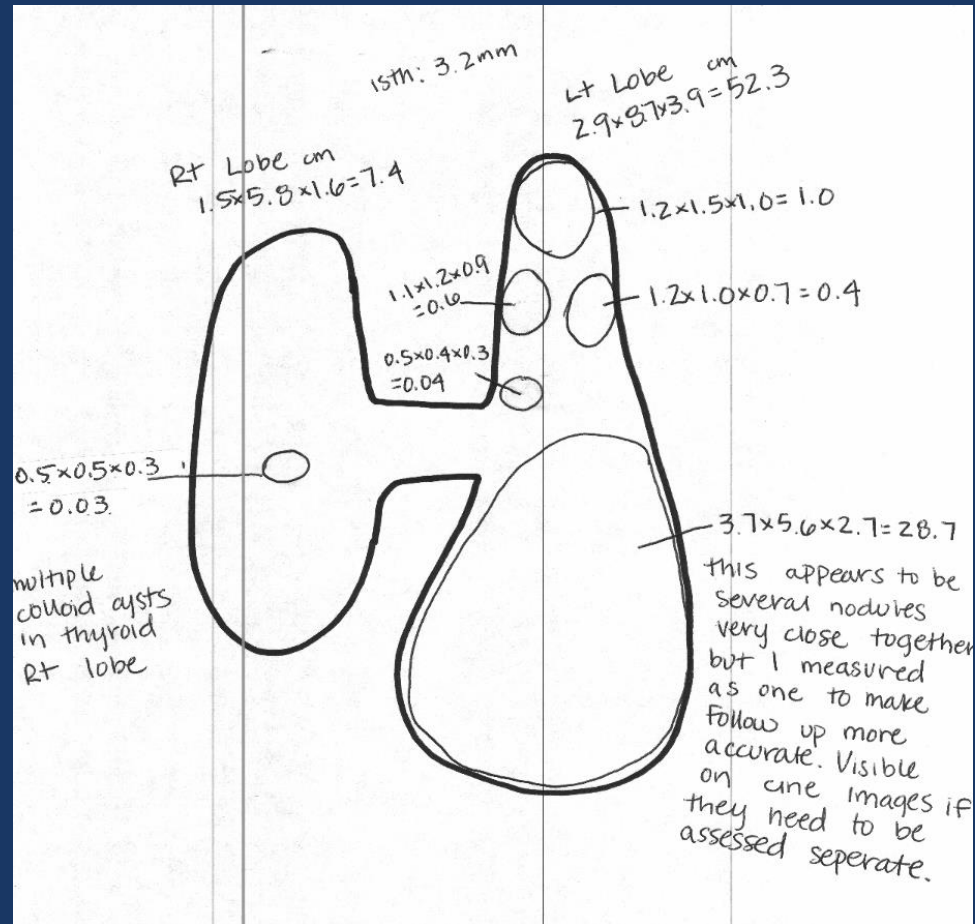 isth: 3.2mm
Lt Lobe cm
2.9x8.7x3.9=52.3
Rt Lobe cm
1.5x5.8x1.6=7.4
1.2x1.5x1.0=1.0
1.1x1.2x0.9
=0.6
1.2x1.0x0.7=0.4
0.5x0.4x0.3
=0.04
0.5x0.5x0.3
=0.03
multiple
colloid cysts
in thyroid
Rt lobe
3.7x5.6x2.7=28.7
this appears to be
several nodules
very close together
but I measured
as one to make
follow up more
accurate. Visible
on cine images if
they need to be
assessed seperate.